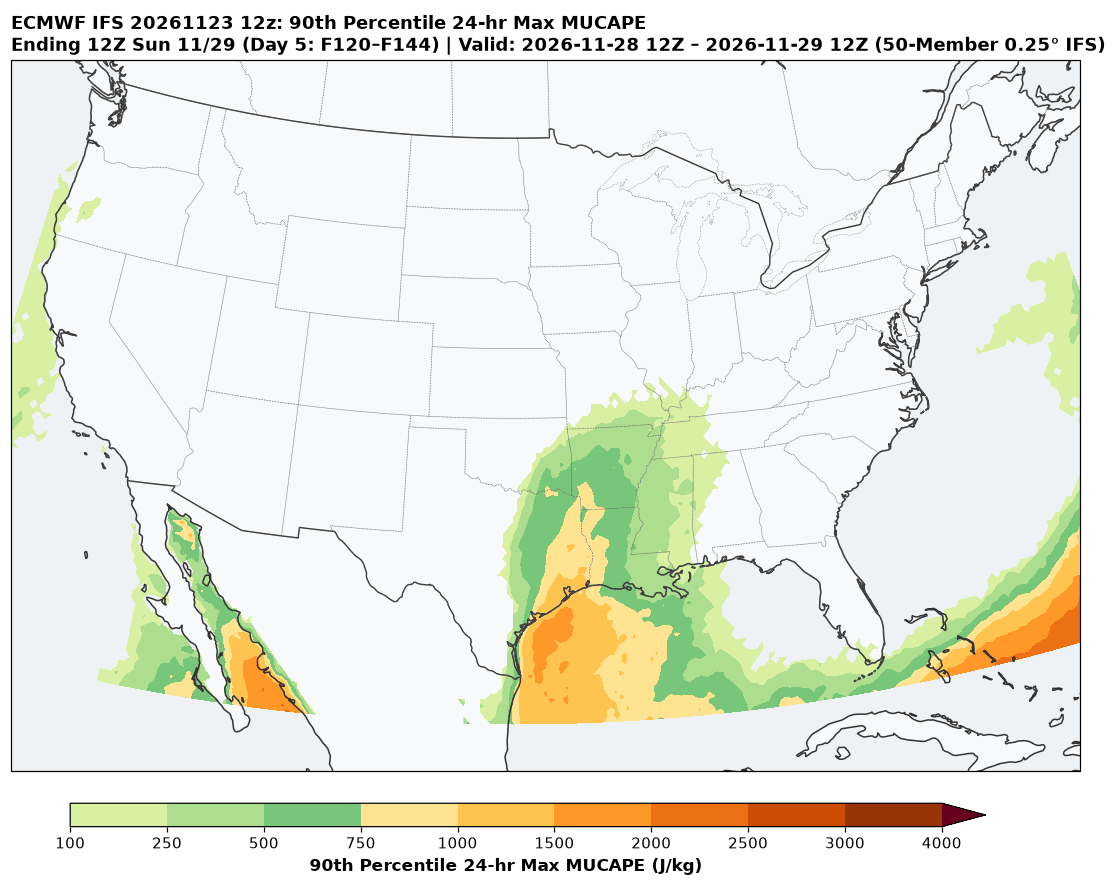 ECMWF IFS 20261123 12z: 90th Percentile 24-hr Max MUCAPE
Ending 12Z Sun 11/29 (Day 5: F120–F144) | Valid: 2026-11-28 12Z – 2026-11-29 12Z (50-Member 0.25° IFS)
100 250 500 750 1000 1500 2000 2500 3000 4000
90th Percentile 24-hr Max MUCAPE (J/kg)